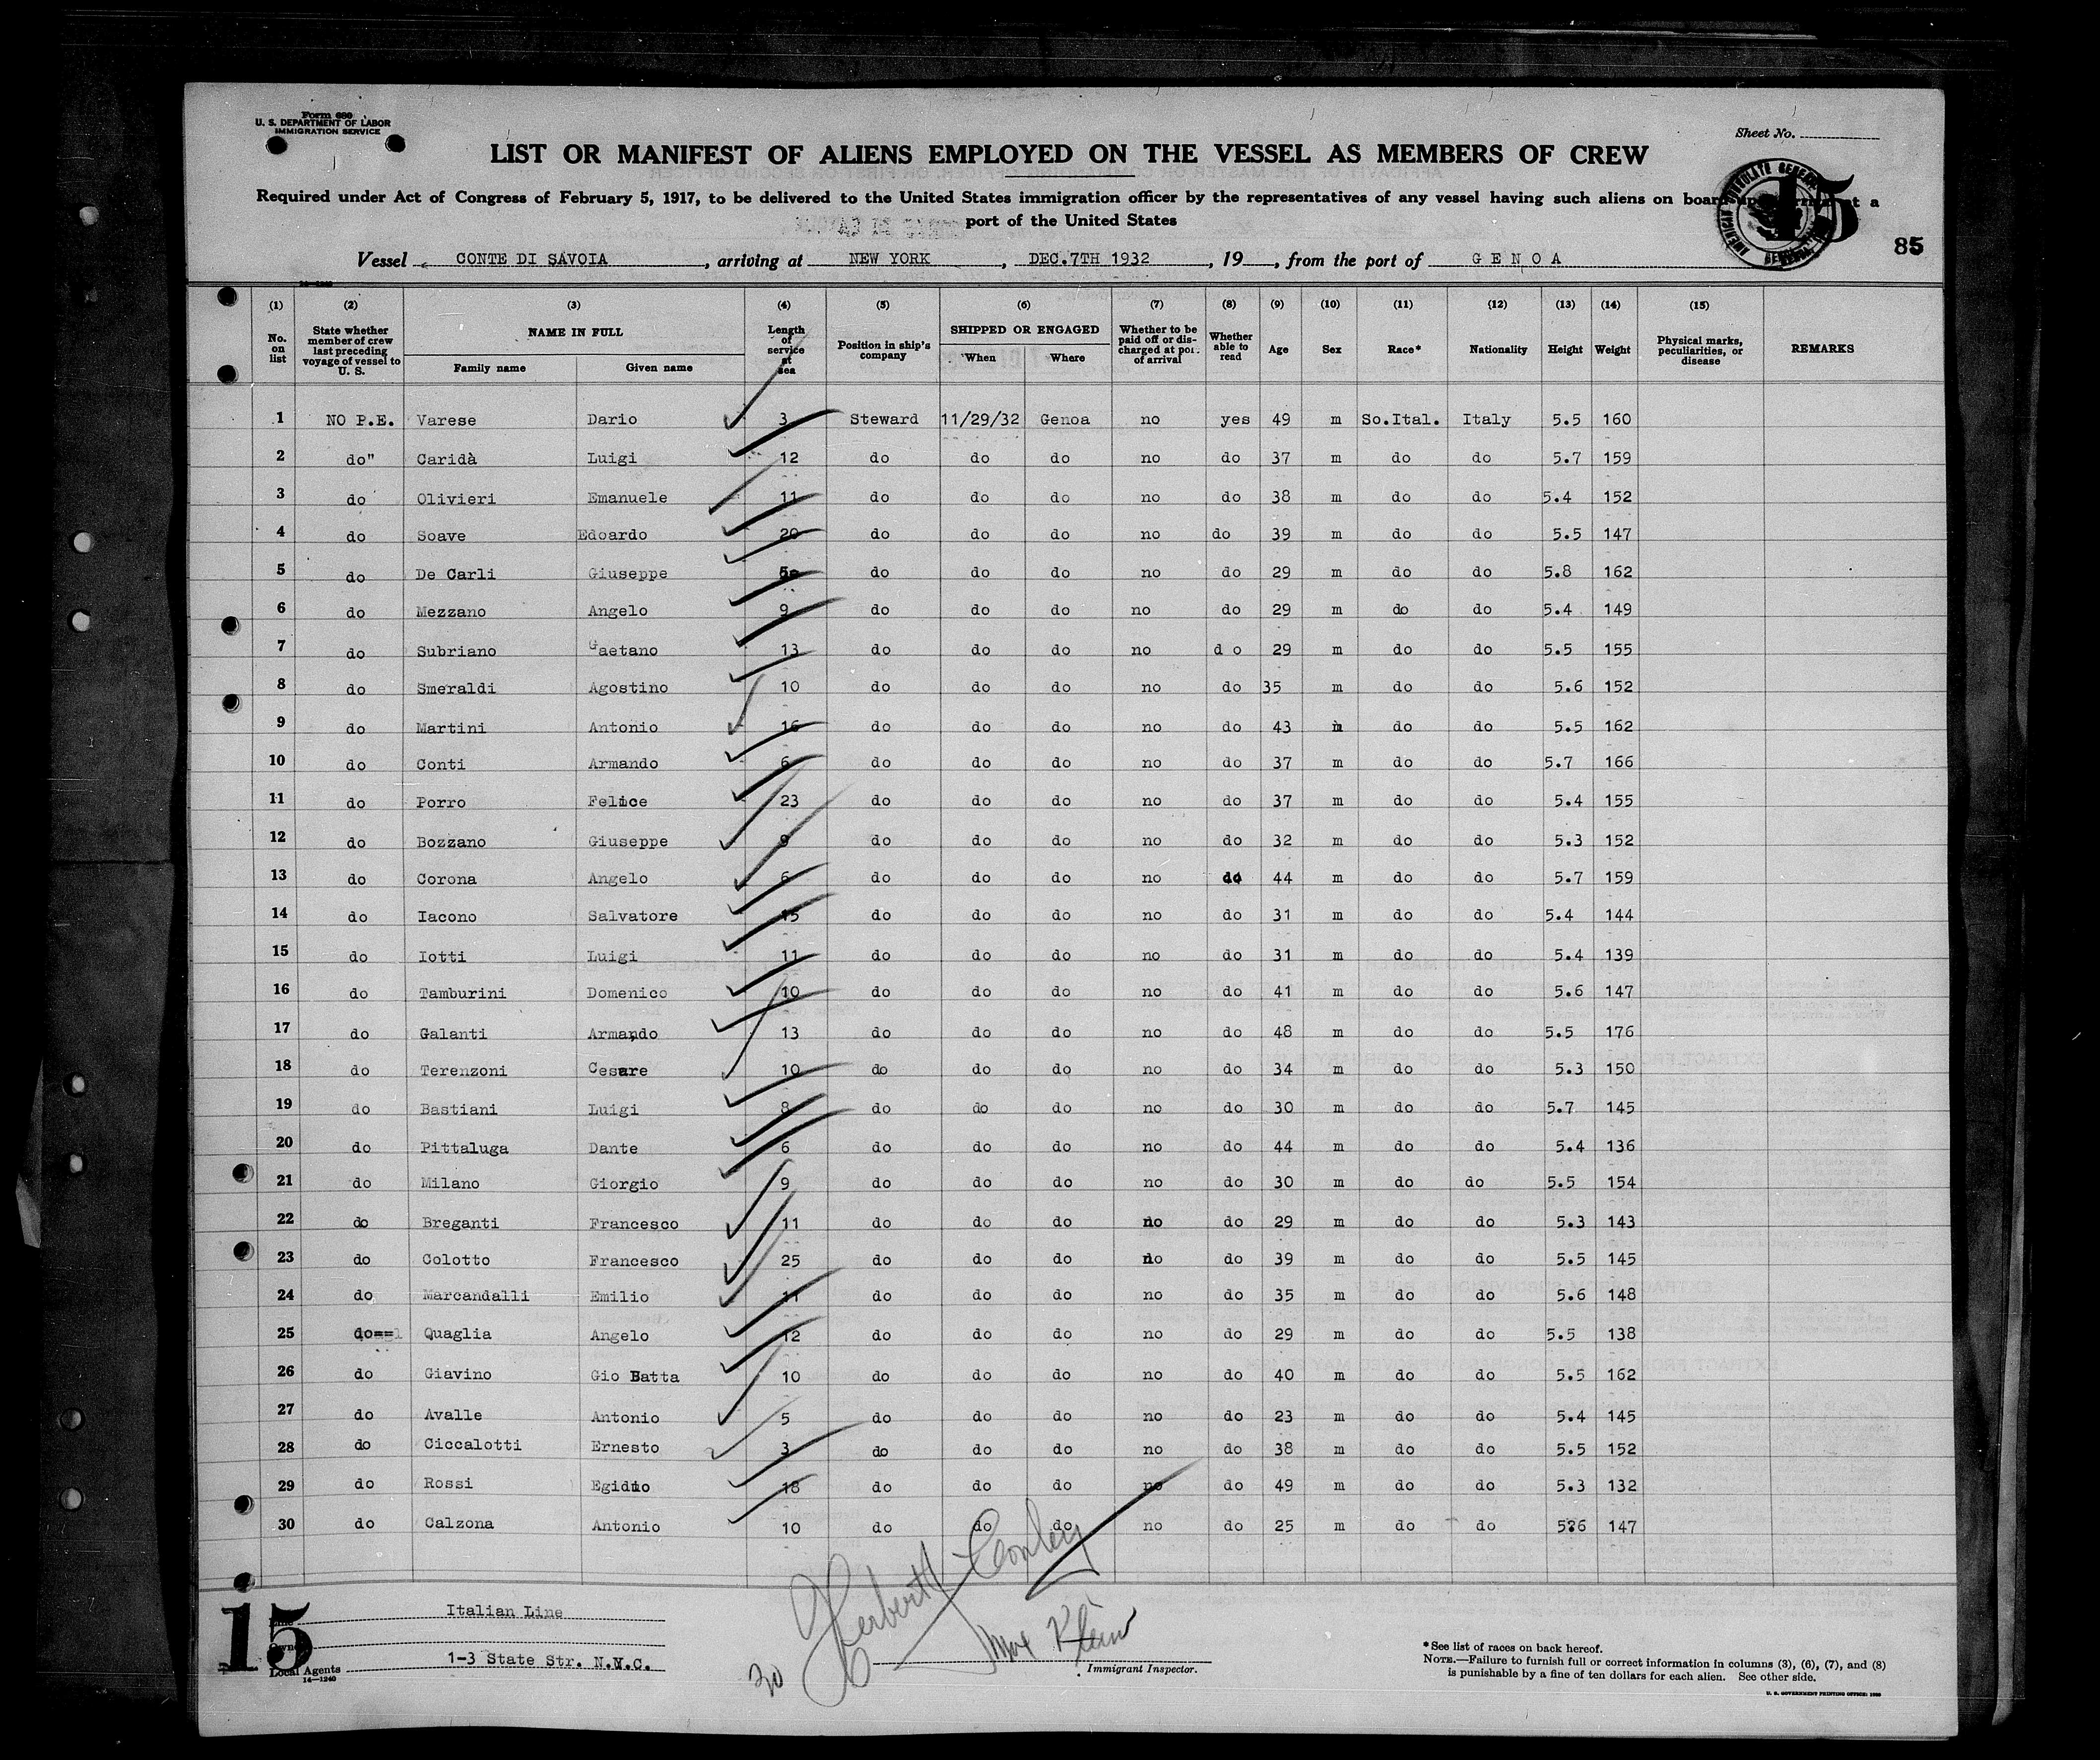 Form 680
U. S. DEPARTMENT OF LABOR
IMMIGRATION SERVICE
Sheet No.
LIST OR MANIFEST OF ALIENS EMPLOYED ON THE VESSEL AS MEMBERS OF CREW
Required under Act of Congress of February 5, 1917, to be delivered to the United States immigration officer by the representatives of any vessel having such aliens on board upon arrival at a
port of the United States
15
85
Vessel CONTE DI SAVOIA, arriving at NEW YORK, DEC.7TH 1932, 19, from the port of GENOA
(1) (2) (3) (4) (5) (6) (7) (8) (9) (10) (11) (12) (13) (14) (15)
No. on list | State whether member of crew last preceding voyage of vessel to U. S. | NAME IN FULL | Family name | Given name | Length of service at sea | Position in ship's company | SHIPPED OR ENGAGED | When | Where | Whether to be paid off or discharged at port of arrival | Whether able to read | Age | Sex | Race* | Nationality | Height | Weight | Physical marks, peculiarities, or disease | REMARKS
1 NO P.E. Varese Dario 3 Steward 11/29/32 Genoa no yes 49 m So.Ital. Italy 5.5 160
2 do" Caridà Luigi 12 do do do no do 37 m do do 5.7 159
3 do Olivieri Emanuele 11 do do do no do 38 m do do 5.4 152
4 do Soave Edoardo 20 do do do no do 39 m do do 5.5 147
5 do De Carli Giuseppe do do do no do 29 m do do 5.8 162
6 do Mezzano Angelo 9 do do do no do 29 m do do 5.4 149
7 do Subriano Gaetano 13 do do do no d o 29 m do do 5.5 155
8 do Smeraldi Agostino 10 do do do no do 35 m do do 5.6 152
9 do Martini Antonio 16 do do do no do 43 m do do 5.5 162
10 do Conti Armando 6 do do do no do 37 m do do 5.7 166
11 do Porro Felice 23 do do do no do 37 m do do 5.4 155
12 do Bozzano Giuseppe 9 do do do no do 32 m do do 5.3 152
13 do Corona Angelo 6 do do do no do 44 m do do 5.7 159
14 do Iacono Salvatore 15 do do do no do 31 m do do 5.4 144
15 do Iotti Luigi 11 do do do no do 31 m do do 5.4 139
16 do Tamburini Domenico 10 do do do no do 41 m do do 5.6 147
17 do Galanti Armando 13 do do do no do 48 m do do 5.5 176
18 do Terenzoni Cesare 10 do do do no do 34 m do do 5.3 150
19 do Bastiani Luigi 8 do do do no do 30 m do do 5.7 145
20 do Pittaluga Dante 6 do do do no do 44 m do do 5.4 136
21 do Milano Giorgio 9 do do do no do 30 m do do 5.5 154
22 do Breganti Francesco 11 do do do no do 29 m do do 5.3 143
23 do Colotto Francesco 25 do do do no do 39 m do do 5.5 145
24 do Marcandalli Emilio 11 do do do no do 35 m do do 5.6 148
25 do== Quaglia Angelo 12 do do do no do 29 m do do 5.5 138
26 do Giavino Gio Batta 10 do do do no do 40 m do do 5.5 162
27 do Avalle Antonio 5 do do do no do 23 m do do 5.4 145
28 do Ciccalotti Ernesto 3 do do do no do 38 m do do 5.5 152
29 do Rossi Egidio 18 do do do no do 49 m do do 5.3 132
30 do Calzona Antonio 10 do do do no do 25 m do do 5?6 147
15
Italian Line
Owners
Local Agents 1-3 State Str. N.Y.C.
14—1240
30
Herbert Conley
Max Klein
Immigrant Inspector.
*See list of races on back hereof.
NOTE.—Failure to furnish full or correct information in columns (3), (6), (7), and (8)
is punishable by a fine of ten dollars for each alien. See other side.
U. S. GOVERNMENT PRINTING OFFICE: